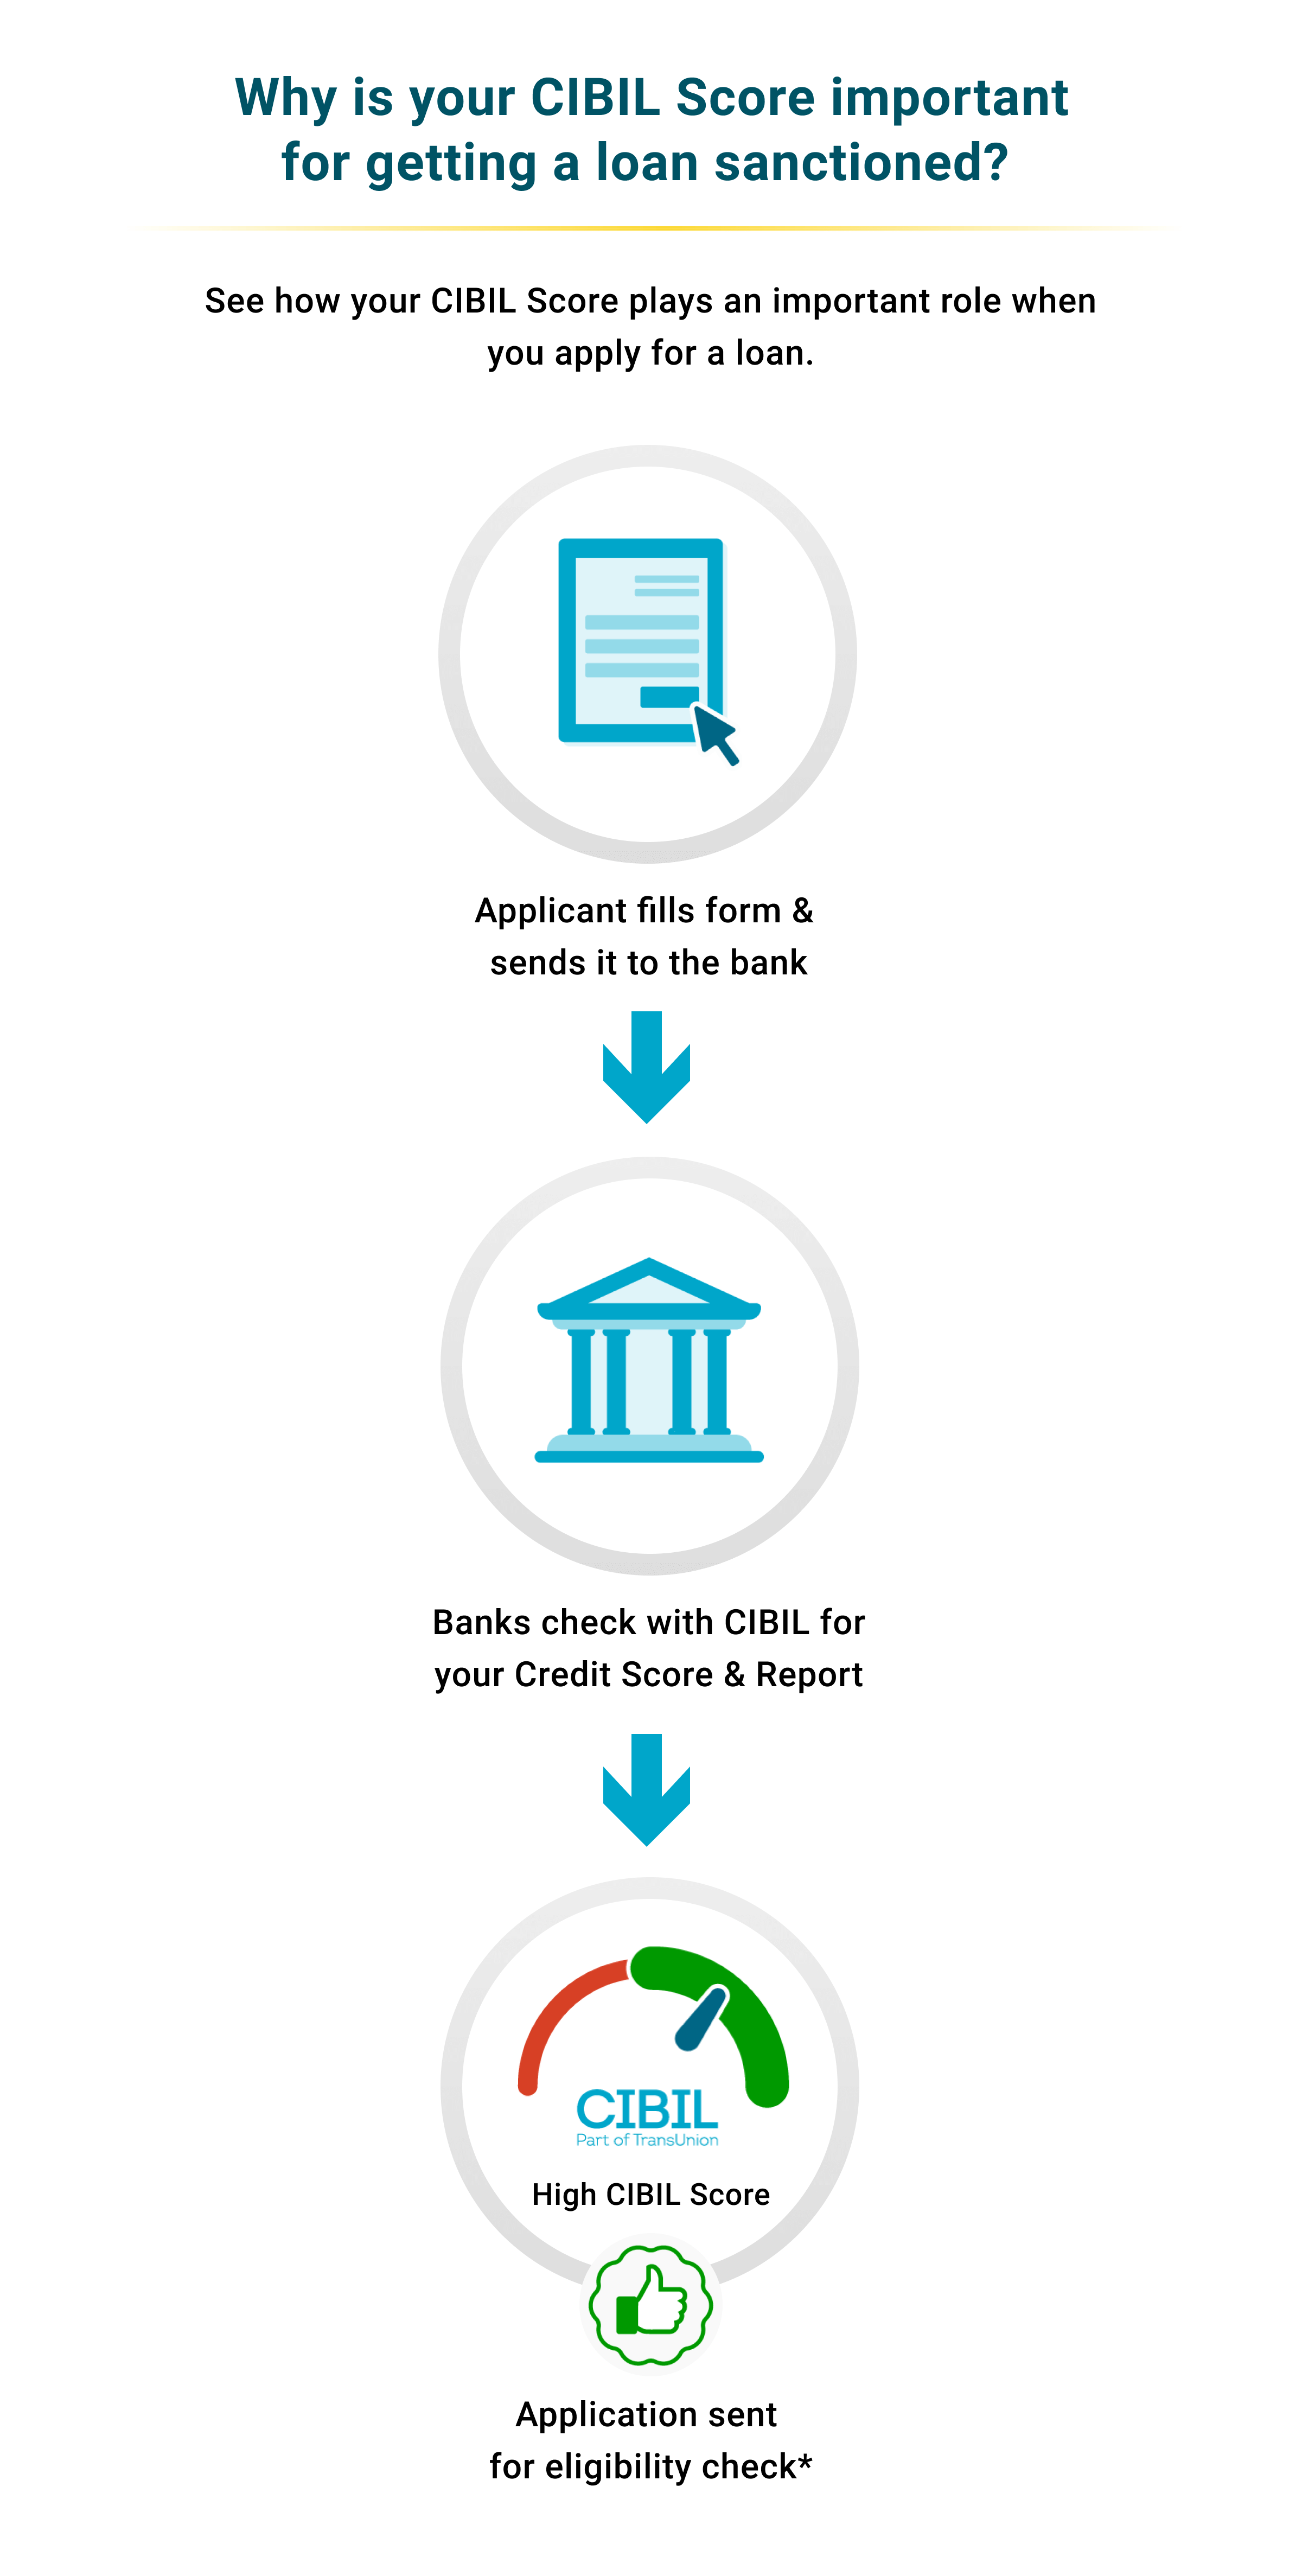 Why is your CIBIL Score important
for getting a loan sanctioned?
See how your CIBIL Score plays an important role when
you apply for a loan.
Applicant fills form &
sends it to the bank
Banks check with CIBIL for
your Credit Score & Report
CIBIL
Part of TransUnion
High CIBIL Score
Application sent
for eligibility check*